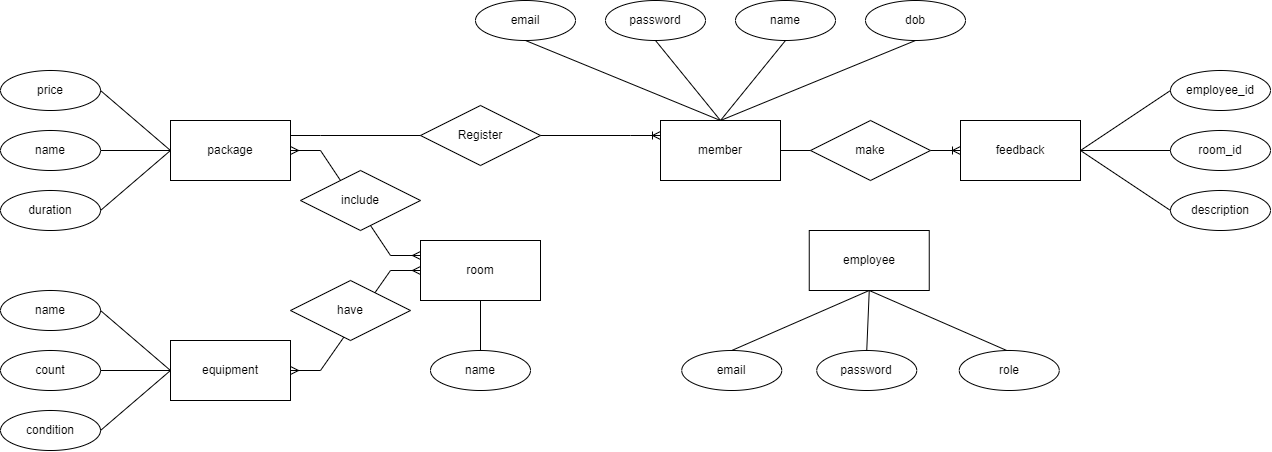 email
password
name
dob
price
employee_id
package
Register
member
make
feedback
name
room_id
include
duration
description
employee
room
name
have
equipment
count
name
email
password
role
condition